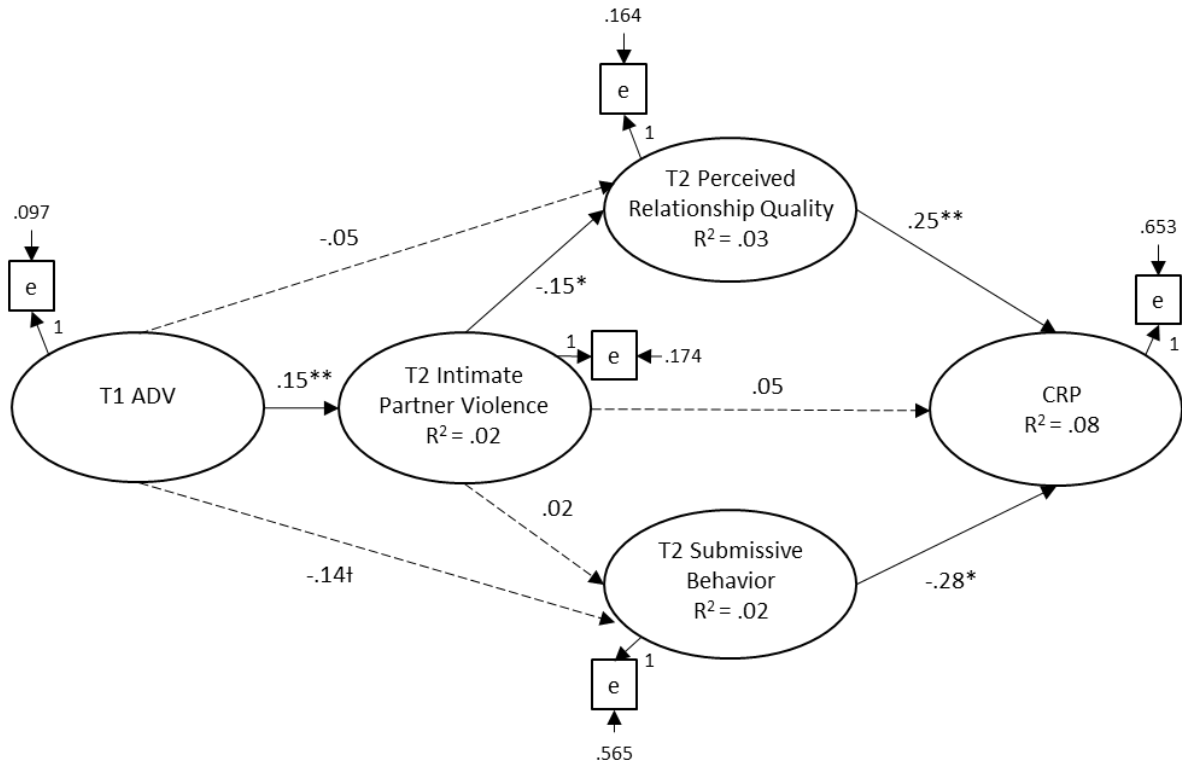 .164
e
1
T2 Perceived
Relationship Quality
R² = .03
.097
e
1
-.05
.25**
.653
e
1
-.15*
T1 ADV
.15**
T2 Intimate
Partner Violence
R² = .02
1
e
.174
.05
CRP
R² = .08
.02
-.14ƚ
T2 Submissive
Behavior
R² = .02
-.28*
1
e
.565